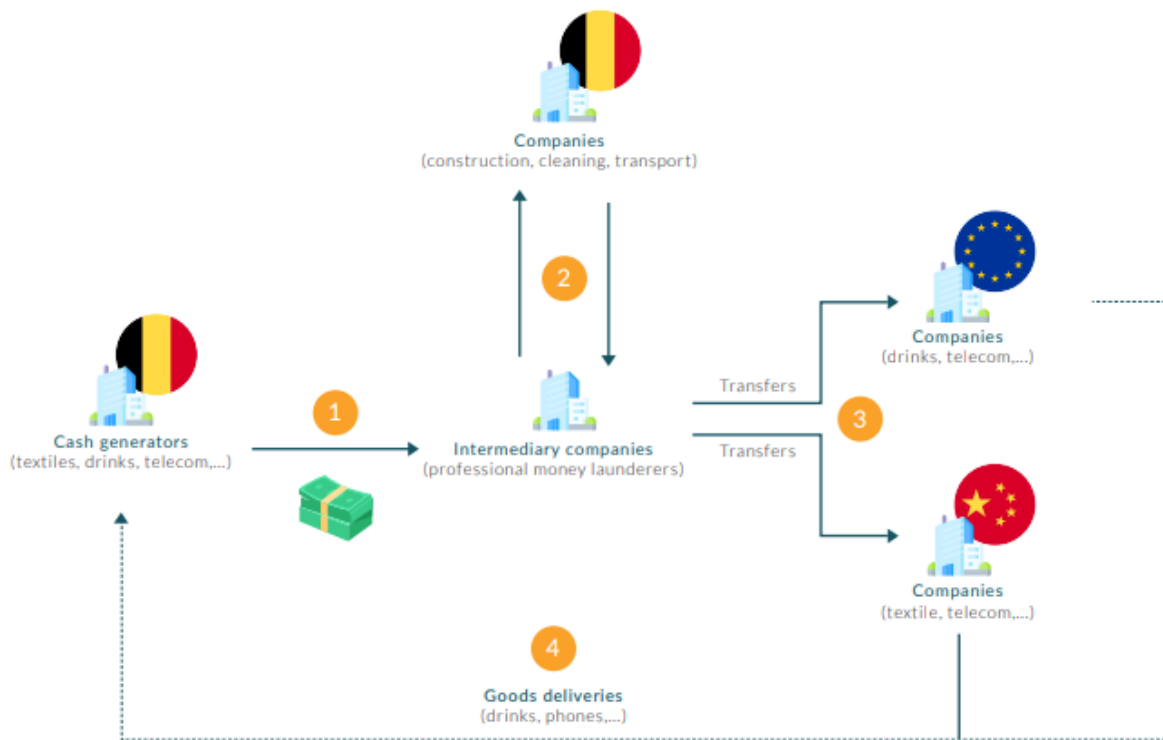 Companies
(construction, cleaning, transport)
2
Companies
(drinks, telecom,...)
1
Transfers
3
Cash generators
(textiles, drinks, telecom,...)
Intermediary companies
(professional money launderers)
Transfers
Companies
(textile, telecom,...)
4
Goods deliveries
(drinks, phones,...)